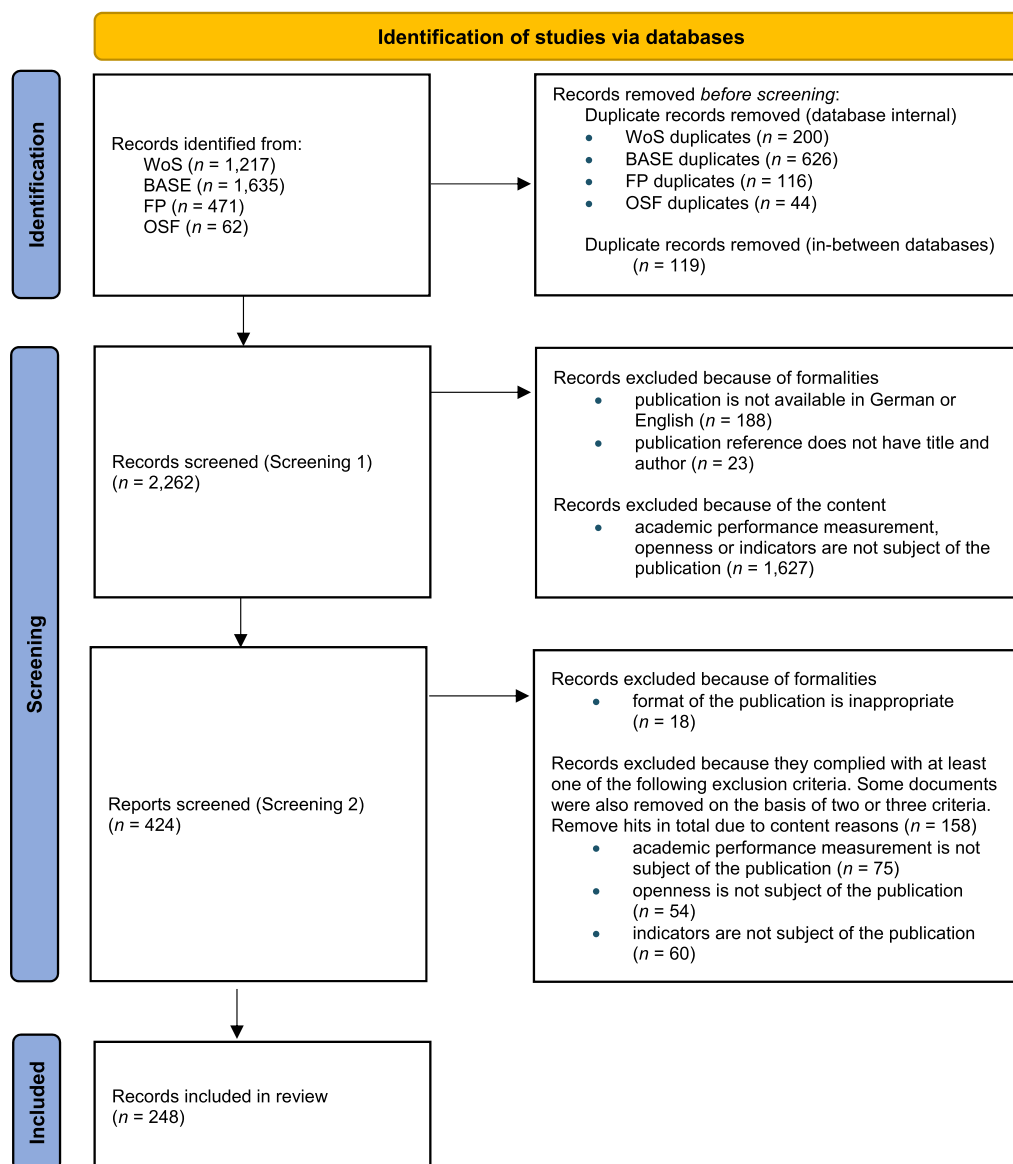 Identification of studies via databases
Identification
Records identified from:
WoS (n = 1,217)
BASE (n = 1,635)
FP (n = 471)
OSF (n = 62)
Records removed before screening:
Duplicate records removed (database internal)
• WoS duplicates (n = 200)
• BASE duplicates (n = 626)
• FP duplicates (n = 116)
• OSF duplicates (n = 44)
Duplicate records removed (in-between databases)
(n = 119)
Screening
Records screened (Screening 1)
(n = 2,262)
Records excluded because of formalities
• publication is not available in German or
English (n = 188)
• publication reference does not have title and
author (n = 23)
Records excluded because of the content
• academic performance measurement,
openness or indicators are not subject of the
publication (n = 1,627)
Reports screened (Screening 2)
(n = 424)
Records excluded because of formalities
• format of the publication is inappropriate
(n = 18)
Records excluded because they complied with at least
one of the following exclusion criteria. Some documents
were also removed on the basis of two or three criteria.
Remove hits in total due to content reasons (n = 158)
• academic performance measurement is not
subject of the publication (n = 75)
• openness is not subject of the publication
(n = 54)
• indicators are not subject of the publication
(n = 60)
Included
Records included in review
(n = 248)